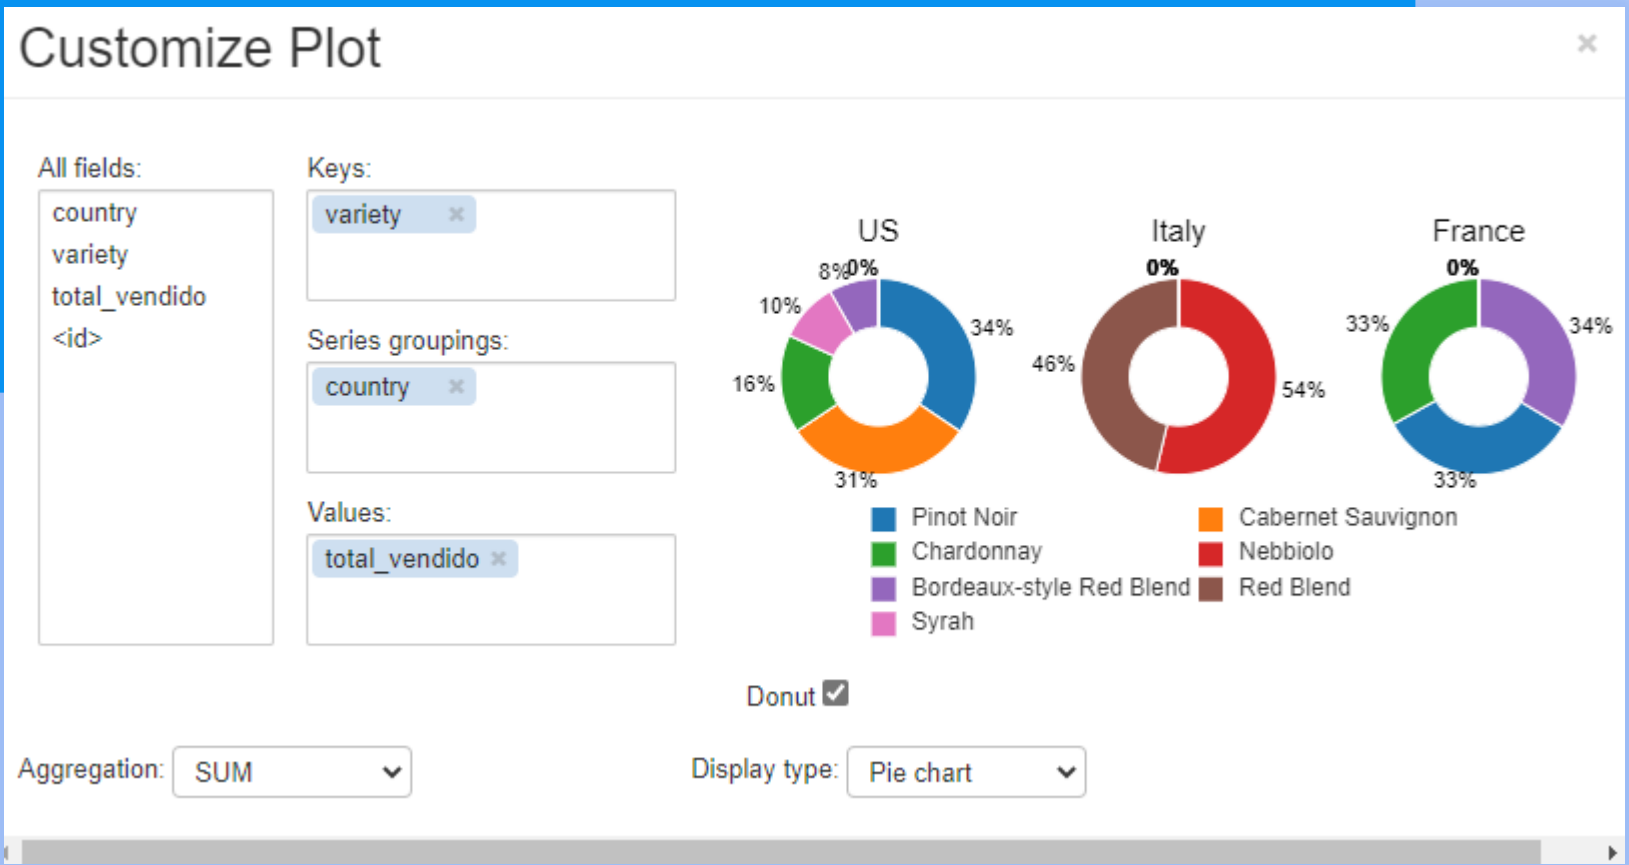 Customize Plot
×
All fields:
country
variety
total_vendido
<id>
Keys:
variety ×
Series groupings:
country ×
Values:
total_vendido ×
US
8% 0%
10%
34%
16%
31%
Italy
0%
46%
54%
France
0%
33%
34%
33%
Pinot Noir
Cabernet Sauvignon
Chardonnay
Nebbiolo
Bordeaux-style Red Blend
Red Blend
Syrah
Donut
Aggregation: SUM
Display type: Pie chart